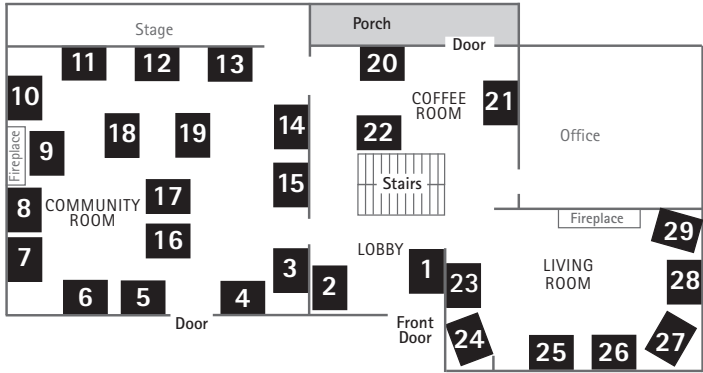 Stage
Porch
Door
11
12
13
20
10
21
COFFEE
ROOM
14
18
19
22
Office
Fireplace
9
15
Stairs
17
8
COMMUNITY
ROOM
Fireplace
16
29
7
3
LOBBY
1
2
23
LIVING
ROOM
28
6
5
4
Door
Front
Door
24
25
26
27